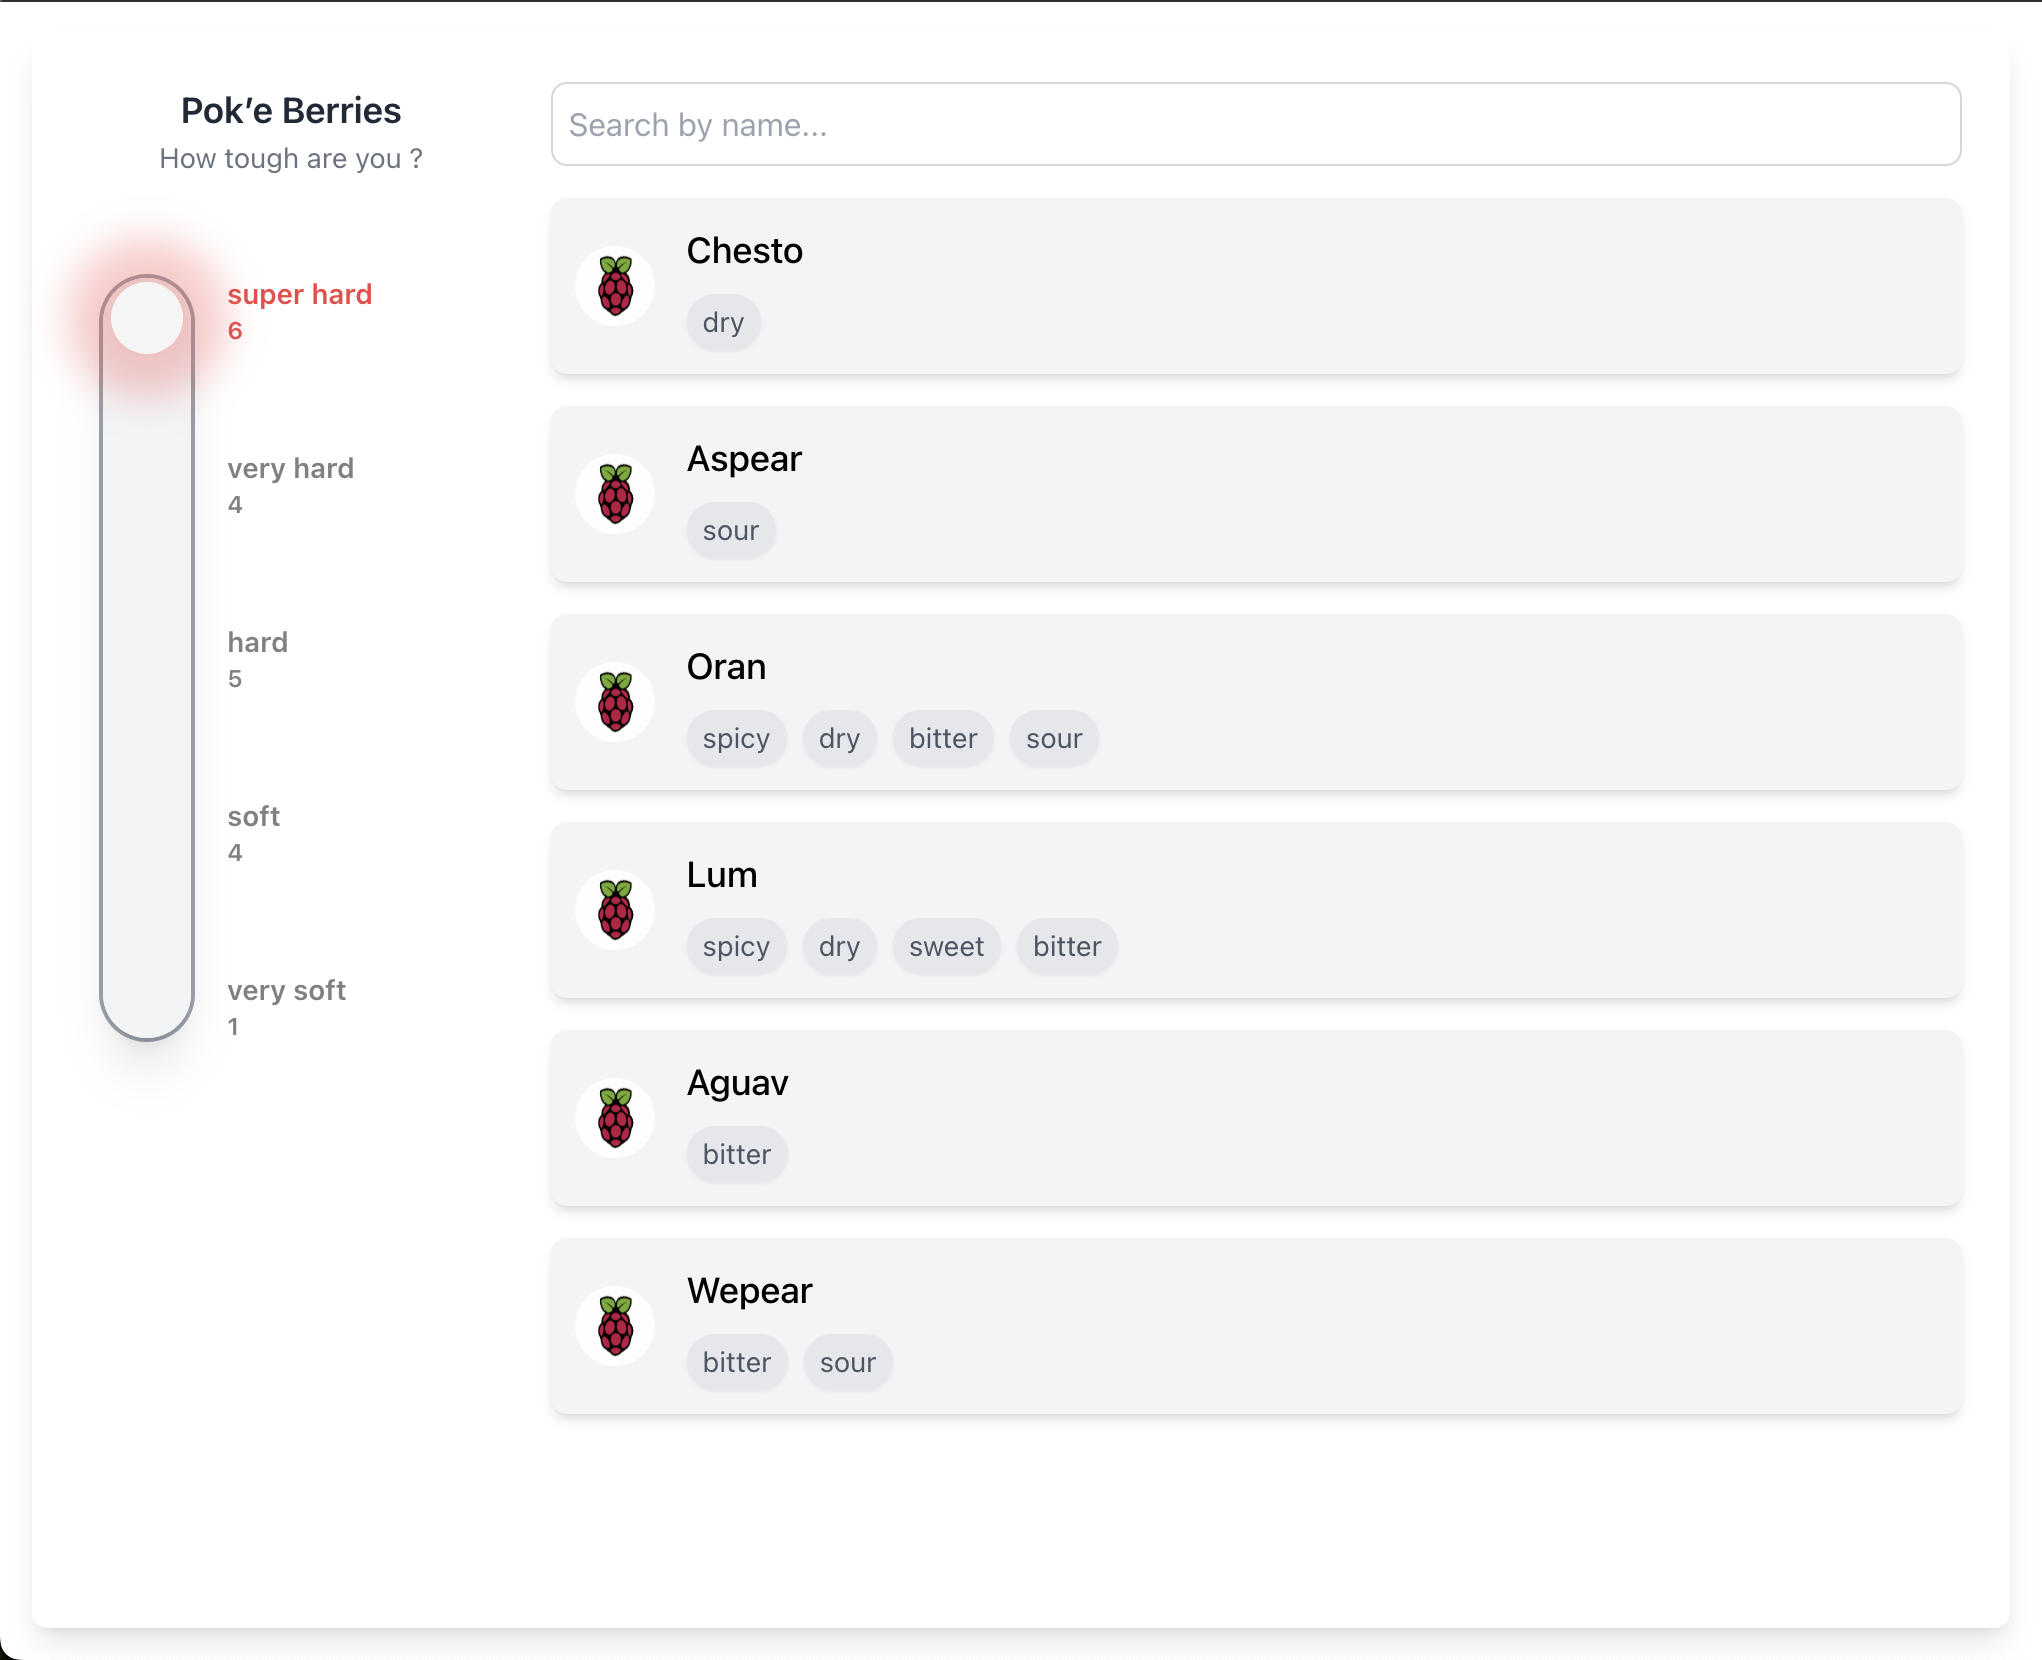 Pok’e Berries
How tough are you ?
super hard
6
very hard
4
hard
5
soft
4
very soft
1
Search by name...
Chesto
dry
Aspear
sour
Oran
spicy dry bitter sour
Lum
spicy dry sweet bitter
Aguav
bitter
Wepear
bitter sour